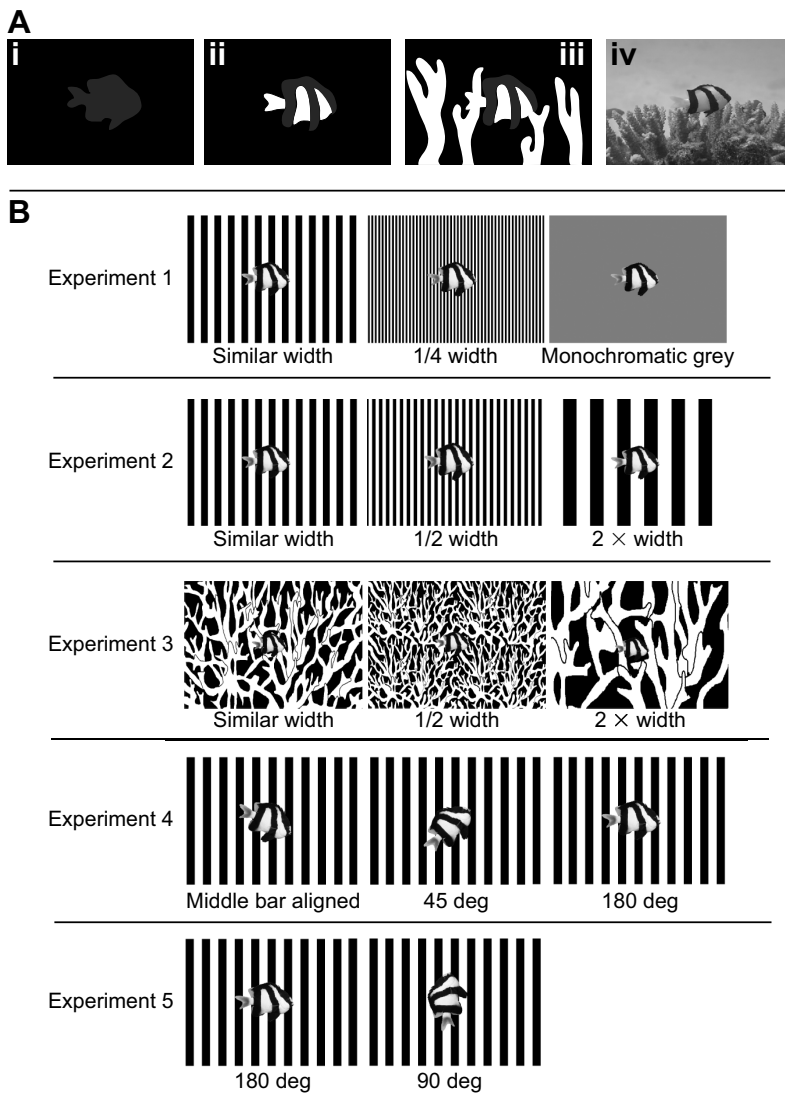 A
i ii iii iv
B
Experiment 1
Similar width 1/4 width Monochromatic grey
Experiment 2
Similar width 1/2 width 2 × width
Experiment 3
Similar width 1/2 width 2 × width
Experiment 4
Middle bar aligned 45 deg 180 deg
Experiment 5
180 deg 90 deg